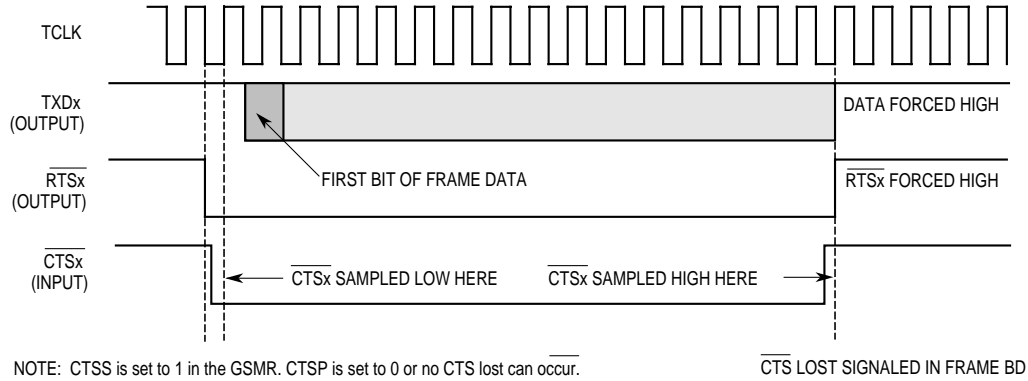 TCLK
TXDx
(OUTPUT)
DATA FORCED HIGH
FIRST BIT OF FRAME DATA
RTSx
(OUTPUT)
RTSx FORCED HIGH
CTSx
(INPUT)
CTSx SAMPLED LOW HERE
CTSx SAMPLED HIGH HERE
NOTE: CTSS is set to 1 in the GSMR. CTSP is set to 0 or no CTS lost can occur.
CTS LOST SIGNALED IN FRAME BD